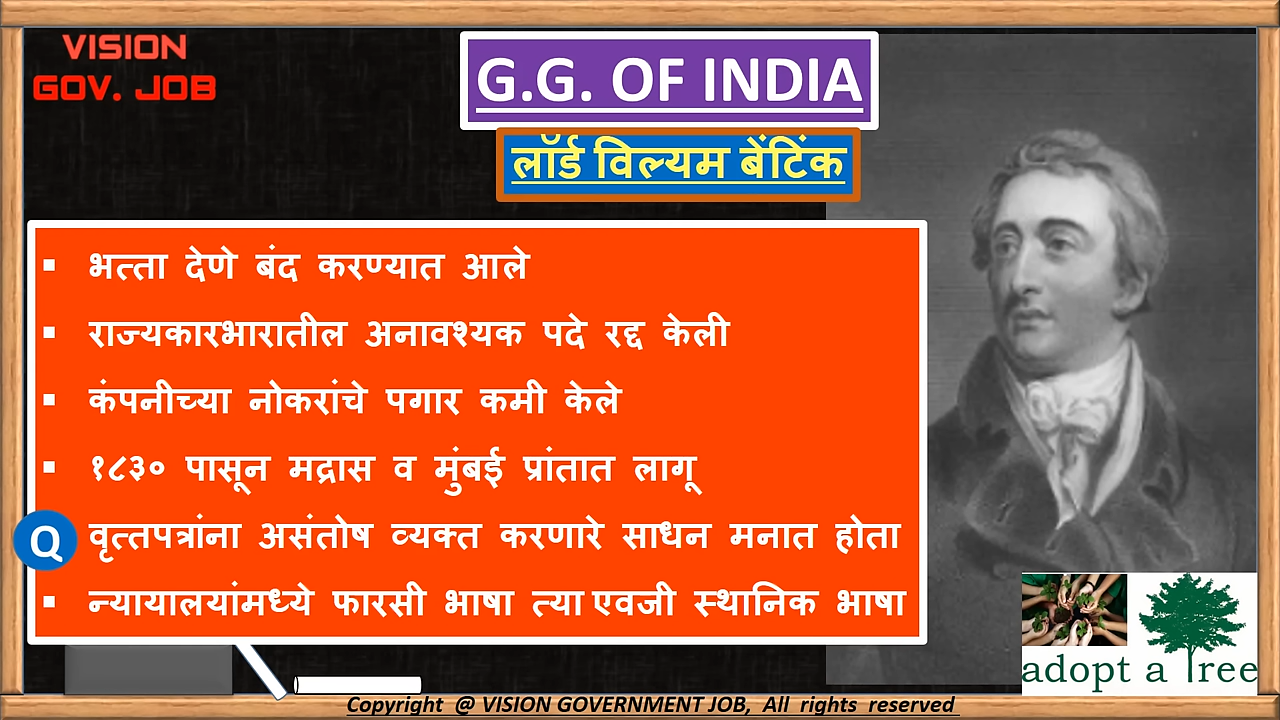 VISION
GOV. JOB
G.G. OF INDIA
लॉर्ड विल्यम बेंटिंक
▪ भत्ता देणे बंद करण्यात आले
▪ राज्यकारभारातील अनावश्यक पदे रद्द केली
▪ कंपनीच्या नोकरांचे पगार कमी केले
▪ १८३० पासून मद्रास व मुंबई प्रांतात लागू
Q वृत्तपत्रांना असंतोष व्यक्त करणारे साधन मनात होता
▪ न्यायालयांमध्ये फारसी भाषा त्या एवजी स्थानिक भाषा
adopt a Tree
Copyright @ VISION GOVERNMENT JOB, All rights reserved